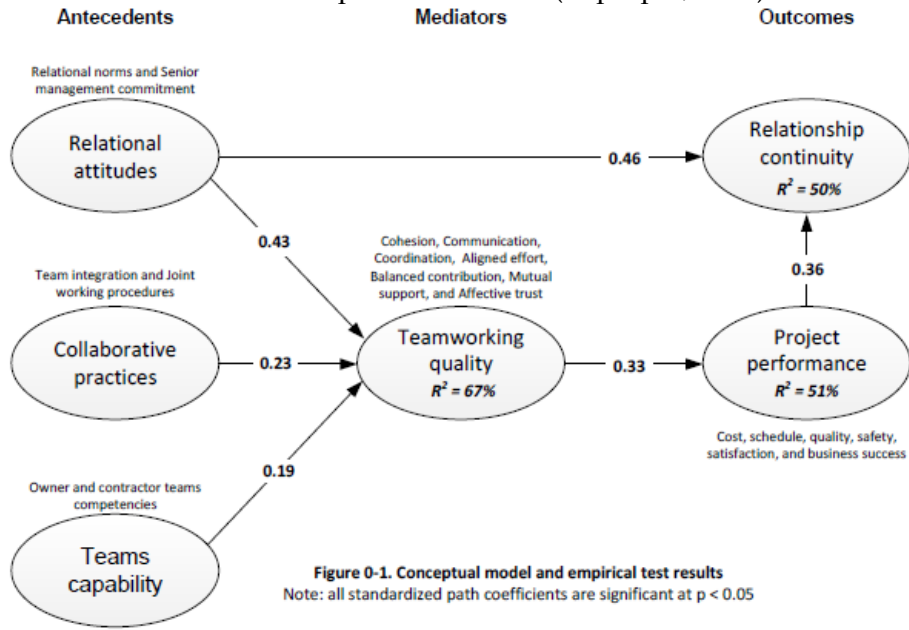 Antecedents
Mediators
Outcomes
Relational norms and Senior
management commitment
Relational
attitudes
0.46
Relationship
continuity
R² = 50%
0.43
Team integration and Joint
working procedures
Collaborative
practices
0.23
Cohesion, Communication,
Coordination, Aligned effort,
Balanced contribution, Mutual
support, and Affective trust
Teamworking
quality
R² = 67%
0.33
0.36
Project
performance
R² = 51%
Cost, schedule, quality, safety,
satisfaction, and business success
0.19
Owner and contractor teams
competencies
Teams
capability
Figure 0-1. Conceptual model and empirical test results
Note: all standardized path coefficients are significant at p < 0.05